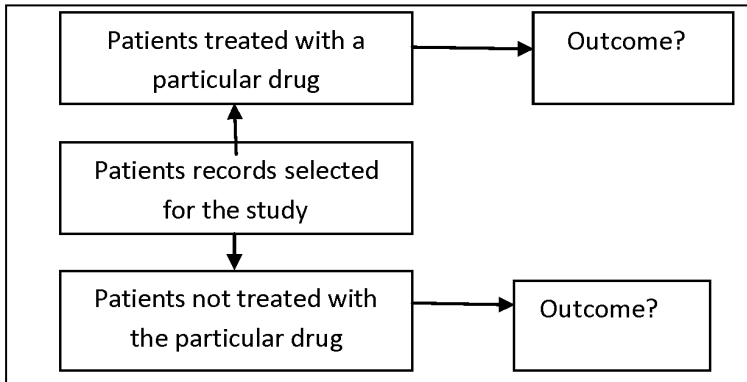 Patients treated with a
particular drug
Outcome?
Patients records selected
for the study
Patients not treated with
the particular drug
Outcome?